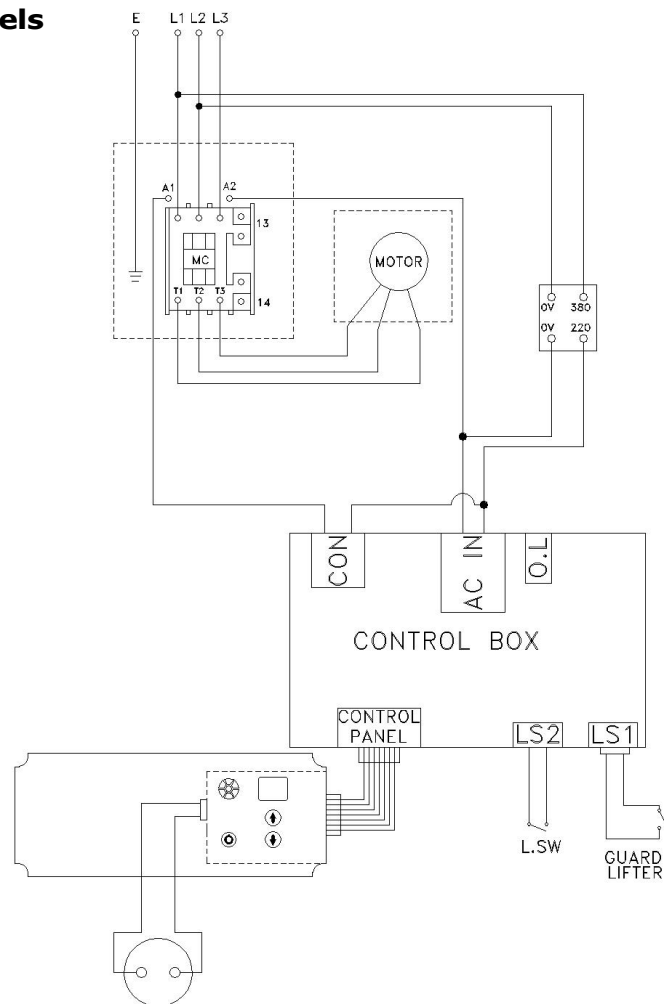 els
E L1 L2 L3
A1 A2
13
MC
T1 T2 T3
14
MOTOR
0V 380
0V 220
CON
AC IN
O.L
CONTROL BOX
CONTROL
PANEL
LS2
LS1
L.SW
GUARD
LIFTER